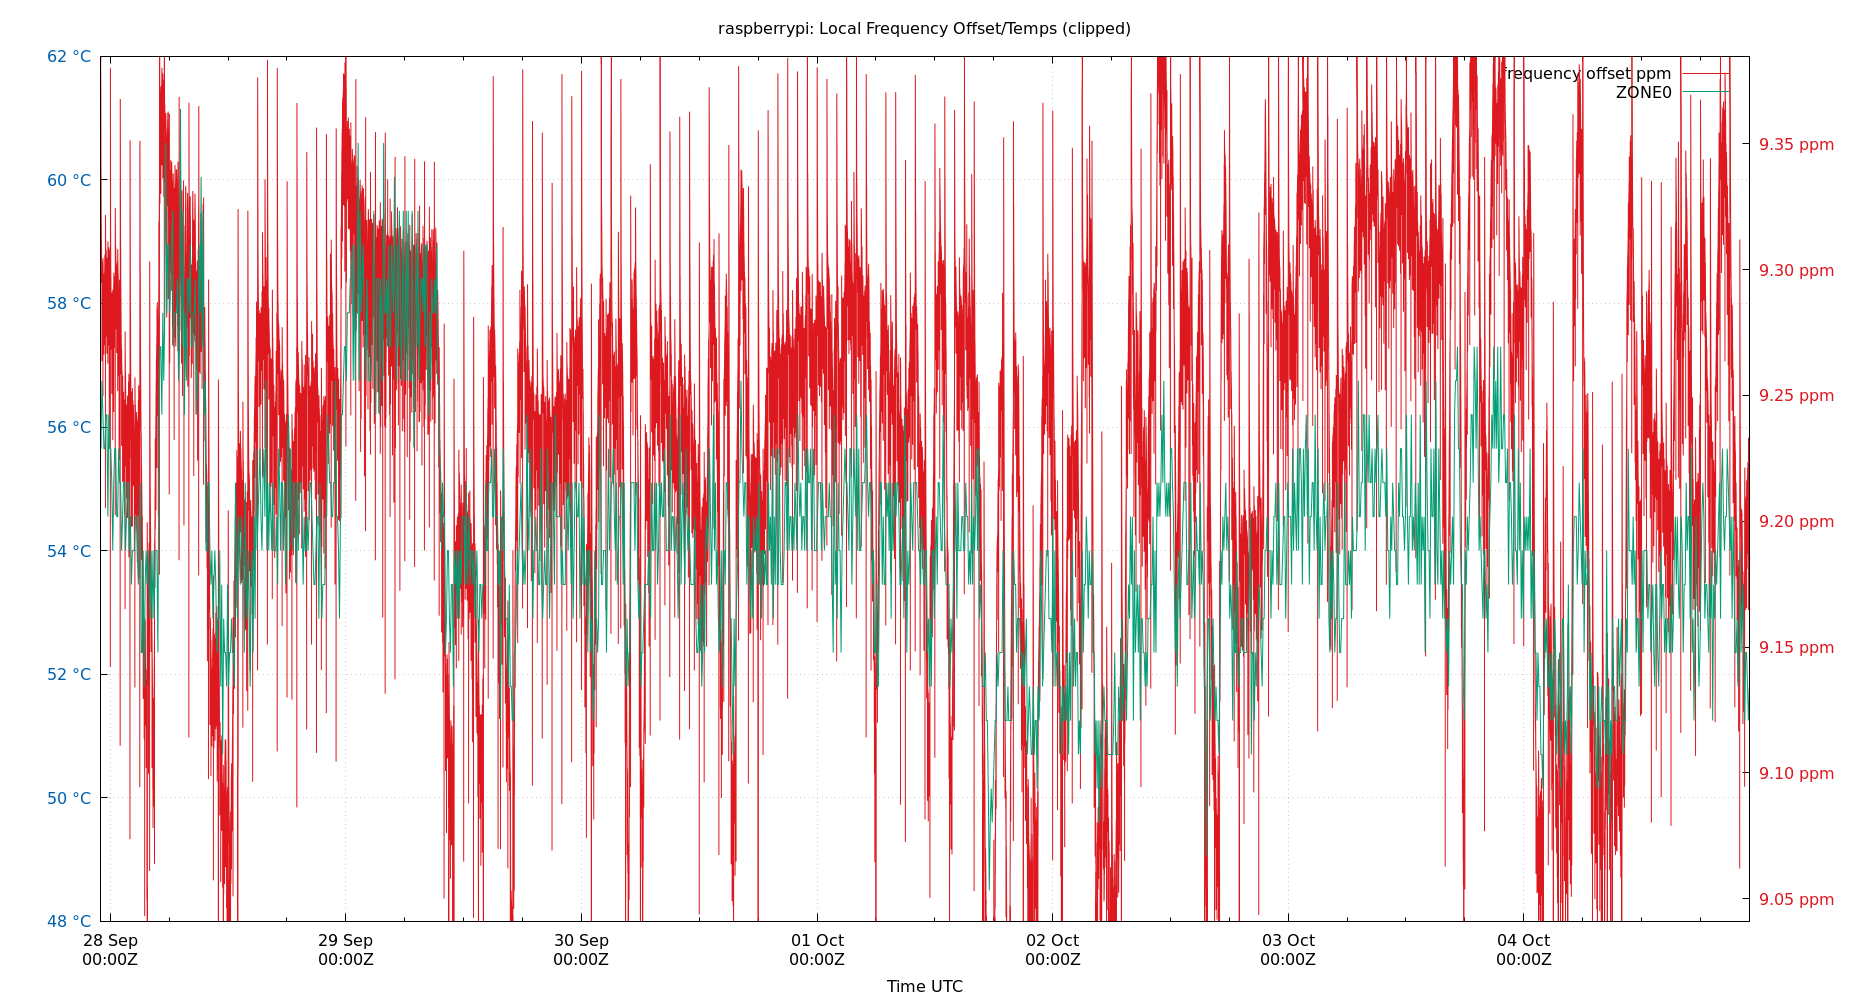 raspberrypi: Local Frequency Offset/Temps (clipped)
62 °C
60 °C
58 °C
56 °C
54 °C
52 °C
50 °C
48 °C
frequency offset ppm
ZONE0
9.35 ppm
9.30 ppm
9.25 ppm
9.20 ppm
9.15 ppm
9.10 ppm
9.05 ppm
28 Sep
00:00Z
29 Sep
00:00Z
30 Sep
00:00Z
01 Oct
00:00Z
02 Oct
00:00Z
03 Oct
00:00Z
04 Oct
00:00Z
Time UTC